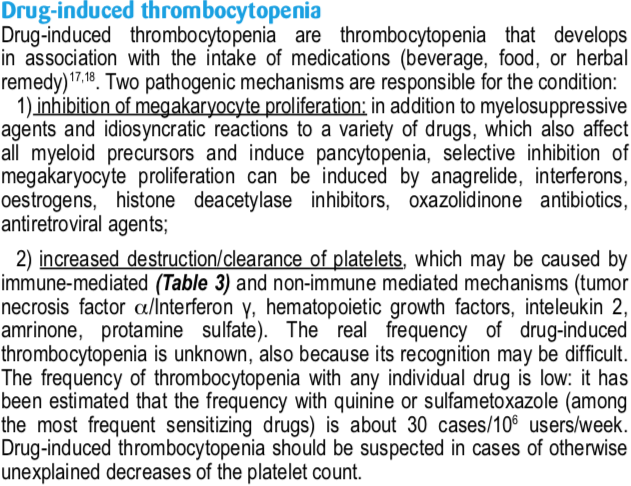 Drug-induced thrombocytopenia
Drug-induced thrombocytopenia are thrombocytopenia that develops
in association with the intake of medications (beverage, food, or herbal
remedy)17,18. Two pathogenic mechanisms are responsible for the condition:
1) inhibition of megakaryocyte proliferation: in addition to myelosuppressive
agents and idiosyncratic reactions to a variety of drugs, which also affect
all myeloid precursors and induce pancytopenia, selective inhibition of
megakaryocyte proliferation can be induced by anagrelide, interferons,
oestrogens, histone deacetylase inhibitors, oxazolidinone antibiotics,
antiretroviral agents;
2) increased destruction/clearance of platelets, which may be caused by
immune-mediated (Table 3) and non-immune mediated mechanisms (tumor
necrosis factor α/Interferon γ, hematopoietic growth factors, inteleukin 2,
amrinone, protamine sulfate). The real frequency of drug-induced
thrombocytopenia is unknown, also because its recognition may be difficult.
The frequency of thrombocytopenia with any individual drug is low: it has
been estimated that the frequency with quinine or sulfametoxazole (among
the most frequent sensitizing drugs) is about 30 cases/10⁶ users/week.
Drug-induced thrombocytopenia should be suspected in cases of otherwise
unexplained decreases of the platelet count.